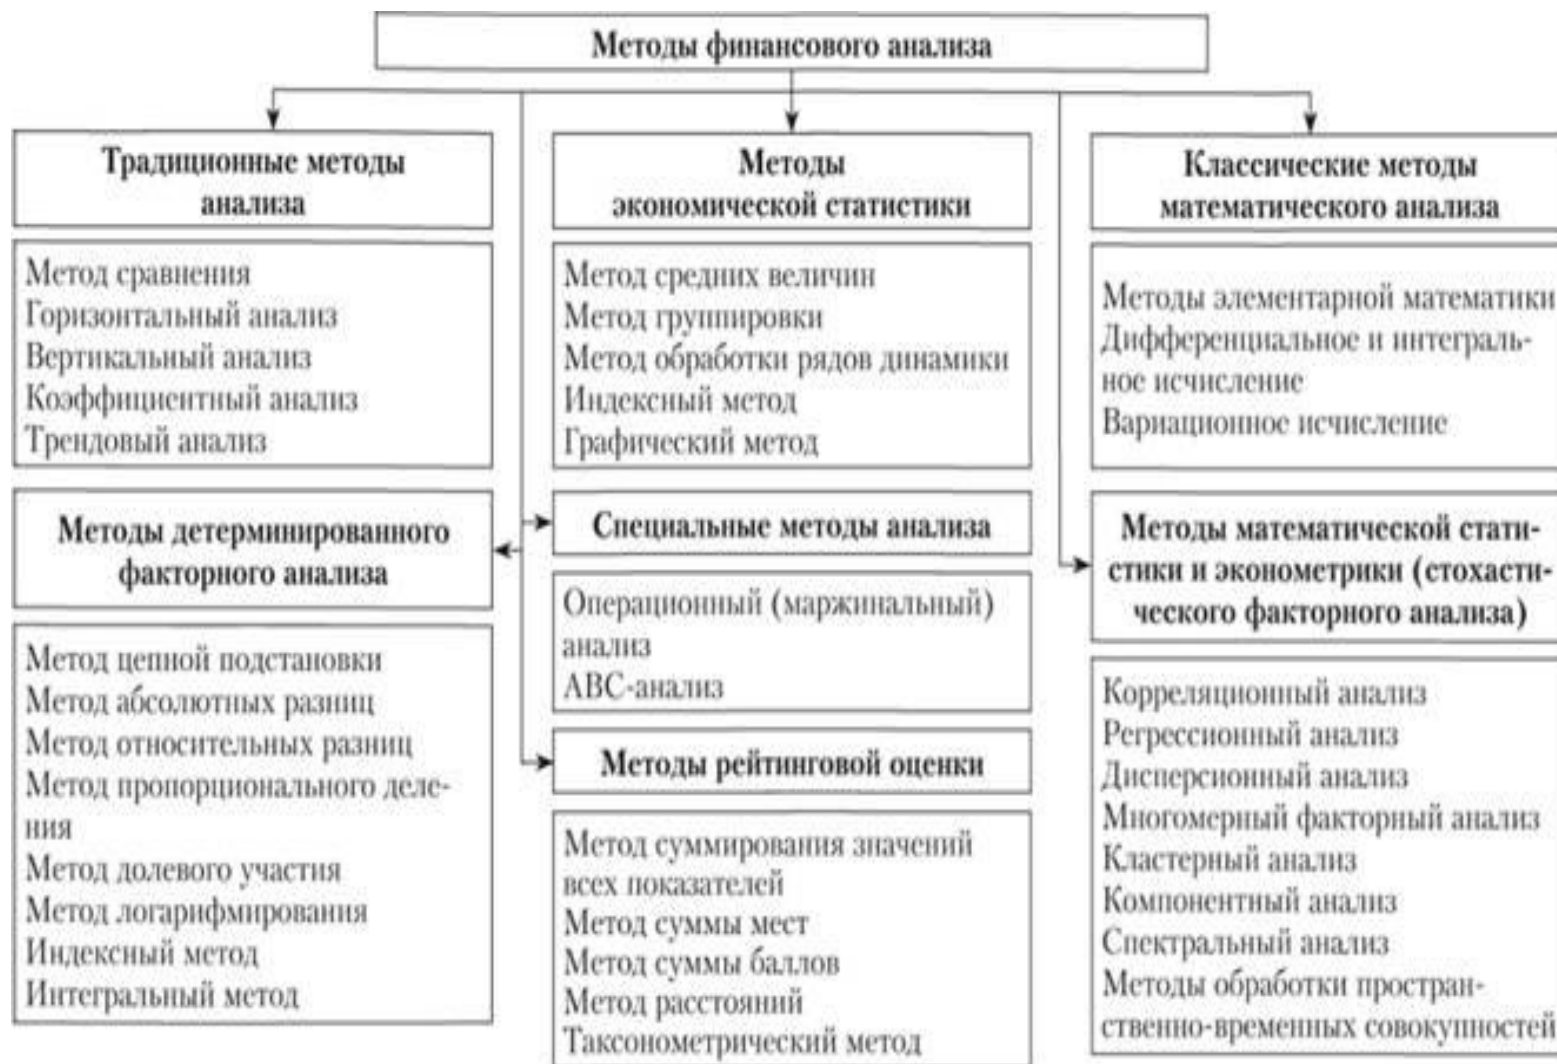 Методы финансового анализа
Традиционные методы
анализа
Метод сравнения
Горизонтальный анализ
Вертикальный анализ
Коэффициентный анализ
Трендовый анализ
Методы детерминированного
факторного анализа
Метод цепной подстановки
Метод абсолютных разниц
Метод относительных разниц
Метод пропорционального деле-
ния
Метод долевого участия
Метод логарифмирования
Индексный метод
Интегральный метод
Методы
экономической статистики
Метод средних величин
Метод группировки
Метод обработки рядов динамики
Индексный метод
Графический метод
Специальные методы анализа
Операционный (маржинальный)
анализ
АВС-анализ
Методы рейтинговой оценки
Метод суммирования значений
всех показателей
Метод суммы мест
Метод суммы баллов
Метод расстояний
Таксонометрический метод
Классические методы
математического анализа
Методы элементарной математики
Дифференциальное и интеграль-
ное исчисление
Вариационное исчисление
Методы математической стати-
стики и эконометрики (стохасти-
ческого факторного анализа)
Корреляционный анализ
Регрессионный анализ
Дисперсионный анализ
Многомерный факторный анализ
Кластерный анализ
Компонентный анализ
Спектральный анализ
Методы обработки простран-
ственно-временных совокупностей